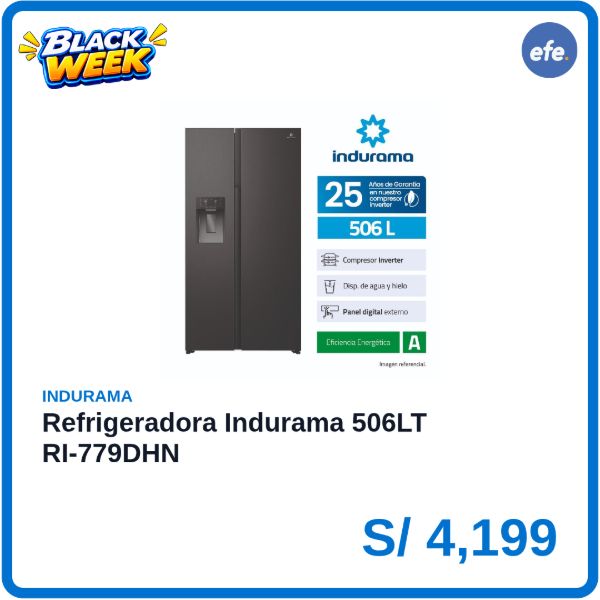 BLACK
WEEK
efe.
indurama
25
Años de Garantía
en nuestro
compresor
Inverter
506 L
Compresor Inverter
Disp. de agua y hielo
Panel digital externo
Eficiencia Energética A
Imagen referencial.
INDURAMA
Refrigeradora Indurama 506LT
RI-779DHN
S/ 4,199